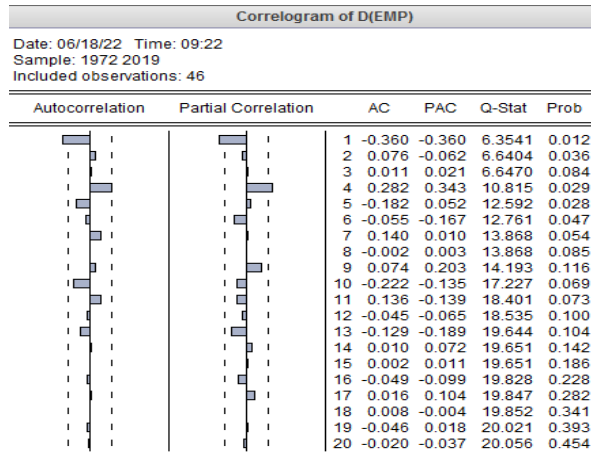 Correlogram of D(EMP)
Date: 06/18/22 Time: 09:22
Sample: 1972 2019
Included observations: 46
Autocorrelation Partial Correlation AC PAC Q-Stat Prob
1 -0.360 -0.360 6.3541 0.012
2 0.076 -0.062 6.6404 0.036
3 0.011 0.021 6.6470 0.084
4 0.282 0.343 10.815 0.029
5 -0.182 0.052 12.592 0.028
6 -0.055 -0.167 12.761 0.047
7 0.140 0.010 13.868 0.054
8 -0.002 0.003 13.868 0.085
9 0.074 0.203 14.193 0.116
10 -0.222 -0.135 17.227 0.069
11 0.136 -0.139 18.401 0.073
12 -0.045 -0.065 18.535 0.100
13 -0.129 -0.189 19.644 0.104
14 0.010 0.072 19.651 0.142
15 0.002 0.011 19.651 0.186
16 -0.049 -0.099 19.828 0.228
17 0.016 0.104 19.847 0.282
18 0.008 -0.004 19.852 0.341
19 -0.046 0.018 20.021 0.393
20 -0.020 -0.037 20.056 0.454